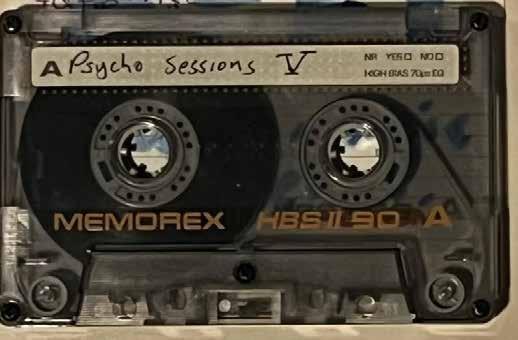 A Psycho Sessions V
NR YES □ NO □
HIGH BIAS 70μs EQ
MEMOREX HBS II 90 A